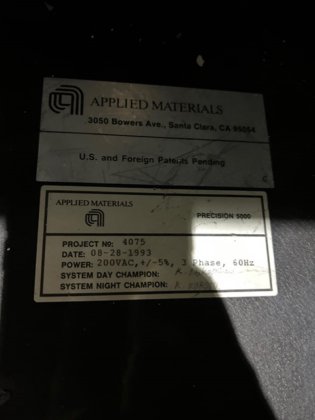 APPLIED MATERIALS
3050 Bowers Ave., Santa Clara, CA 95054
U.S. and Foreign Patents Pending
APPLIED MATERIALS
PRECISION 5000
PROJECT NO: 4075
DATE: 08-28-1993
POWER: 200VAC,+/-5%, 3 Phase, 60Hz
SYSTEM DAY CHAMPION: K.
SYSTEM NIGHT CHAMPION: K.